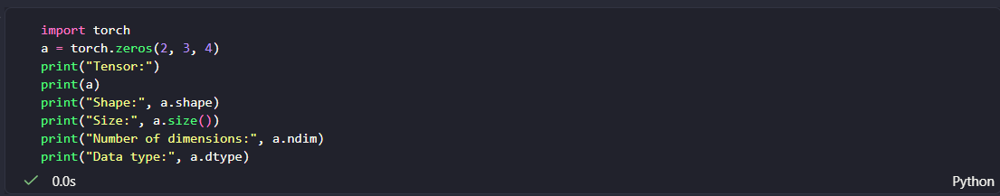 import torch
a = torch.zeros(2, 3, 4)
print("Tensor:")
print(a)
print("Shape:", a.shape)
print("Size:", a.size())
print("Number of dimensions:", a.ndim)
print("Data type:", a.dtype)
0.0s
Python